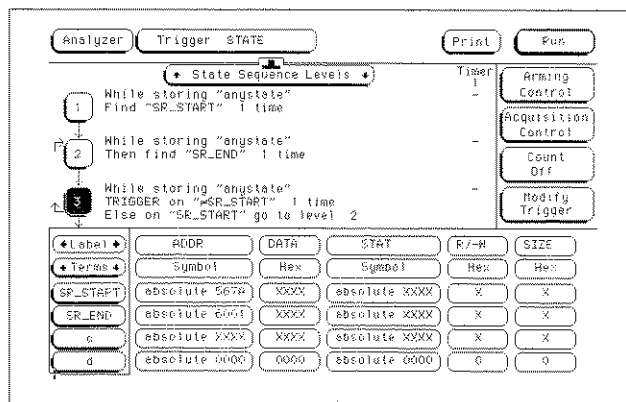 Analyzer Trigger STATE Print Run
State Sequence Levels
Timer
1
Arming Control
Acquisition Control
Count Off
Modify Trigger
1 While storing "anystate" -
Find "SR_START" 1 time
2 While storing "anystate" -
Then find "SR_END" 1 time
3 While storing "anystate" -
TRIGGER on "≠SR_START" 1 time
Else on "SR_START" go to level 2
Label ADDR DATA STAT R/-W SIZE
Terms Symbol Hex Symbol Hex Hex
SR_START absolute XXXX absolute XXXX X X
SR_END absolute XXXX absolute XXXX X X
c absolute XXXX XXXX absolute XXXX X X
d absolute 0000 0000 absolute 0000 0 0